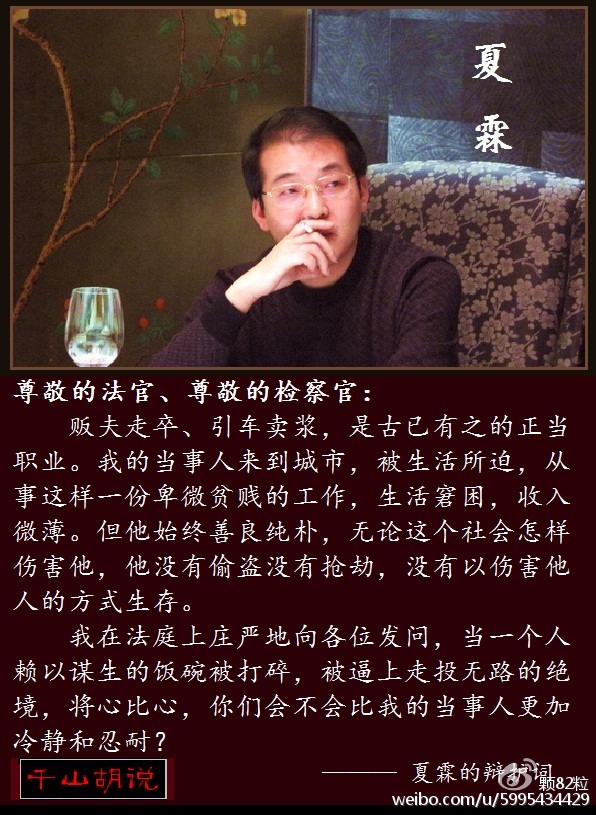 夏
霖
尊敬的法官、尊敬的检察官：
贩夫走卒、引车卖浆，是古已有之的正当
职业。我的当事人来到城市，被生活所迫，从
事这样一份卑微贫贱的工作，生活窘困，收入
微薄。但他始终善良纯朴，无论这个社会怎样
伤害他，他没有偷盗没有抢劫，没有以伤害他
人的方式生存。
我在法庭上庄严地向各位发问，当一个人
赖以谋生的饭碗被打碎，被逼上走投无路的绝
境，将心比心，你们会不会比我的当事人更加
冷静和忍耐？
——— 夏霖的辩护词
千山胡说
颗82粒
weibo.com/u/5995434429